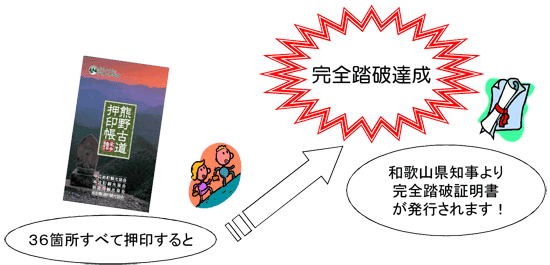 完全踏破達成
熊野古道
押印帳
36箇所すべて押印すると
和歌山県知事より
完全踏破証明書
が発行されます！